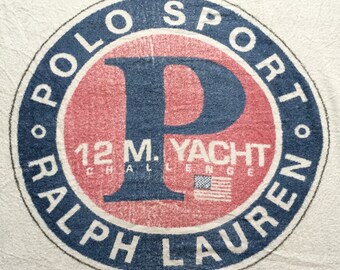 POLO SPORT
P
12 M. YACHT
CHALLENGE
RALPH LAUREN